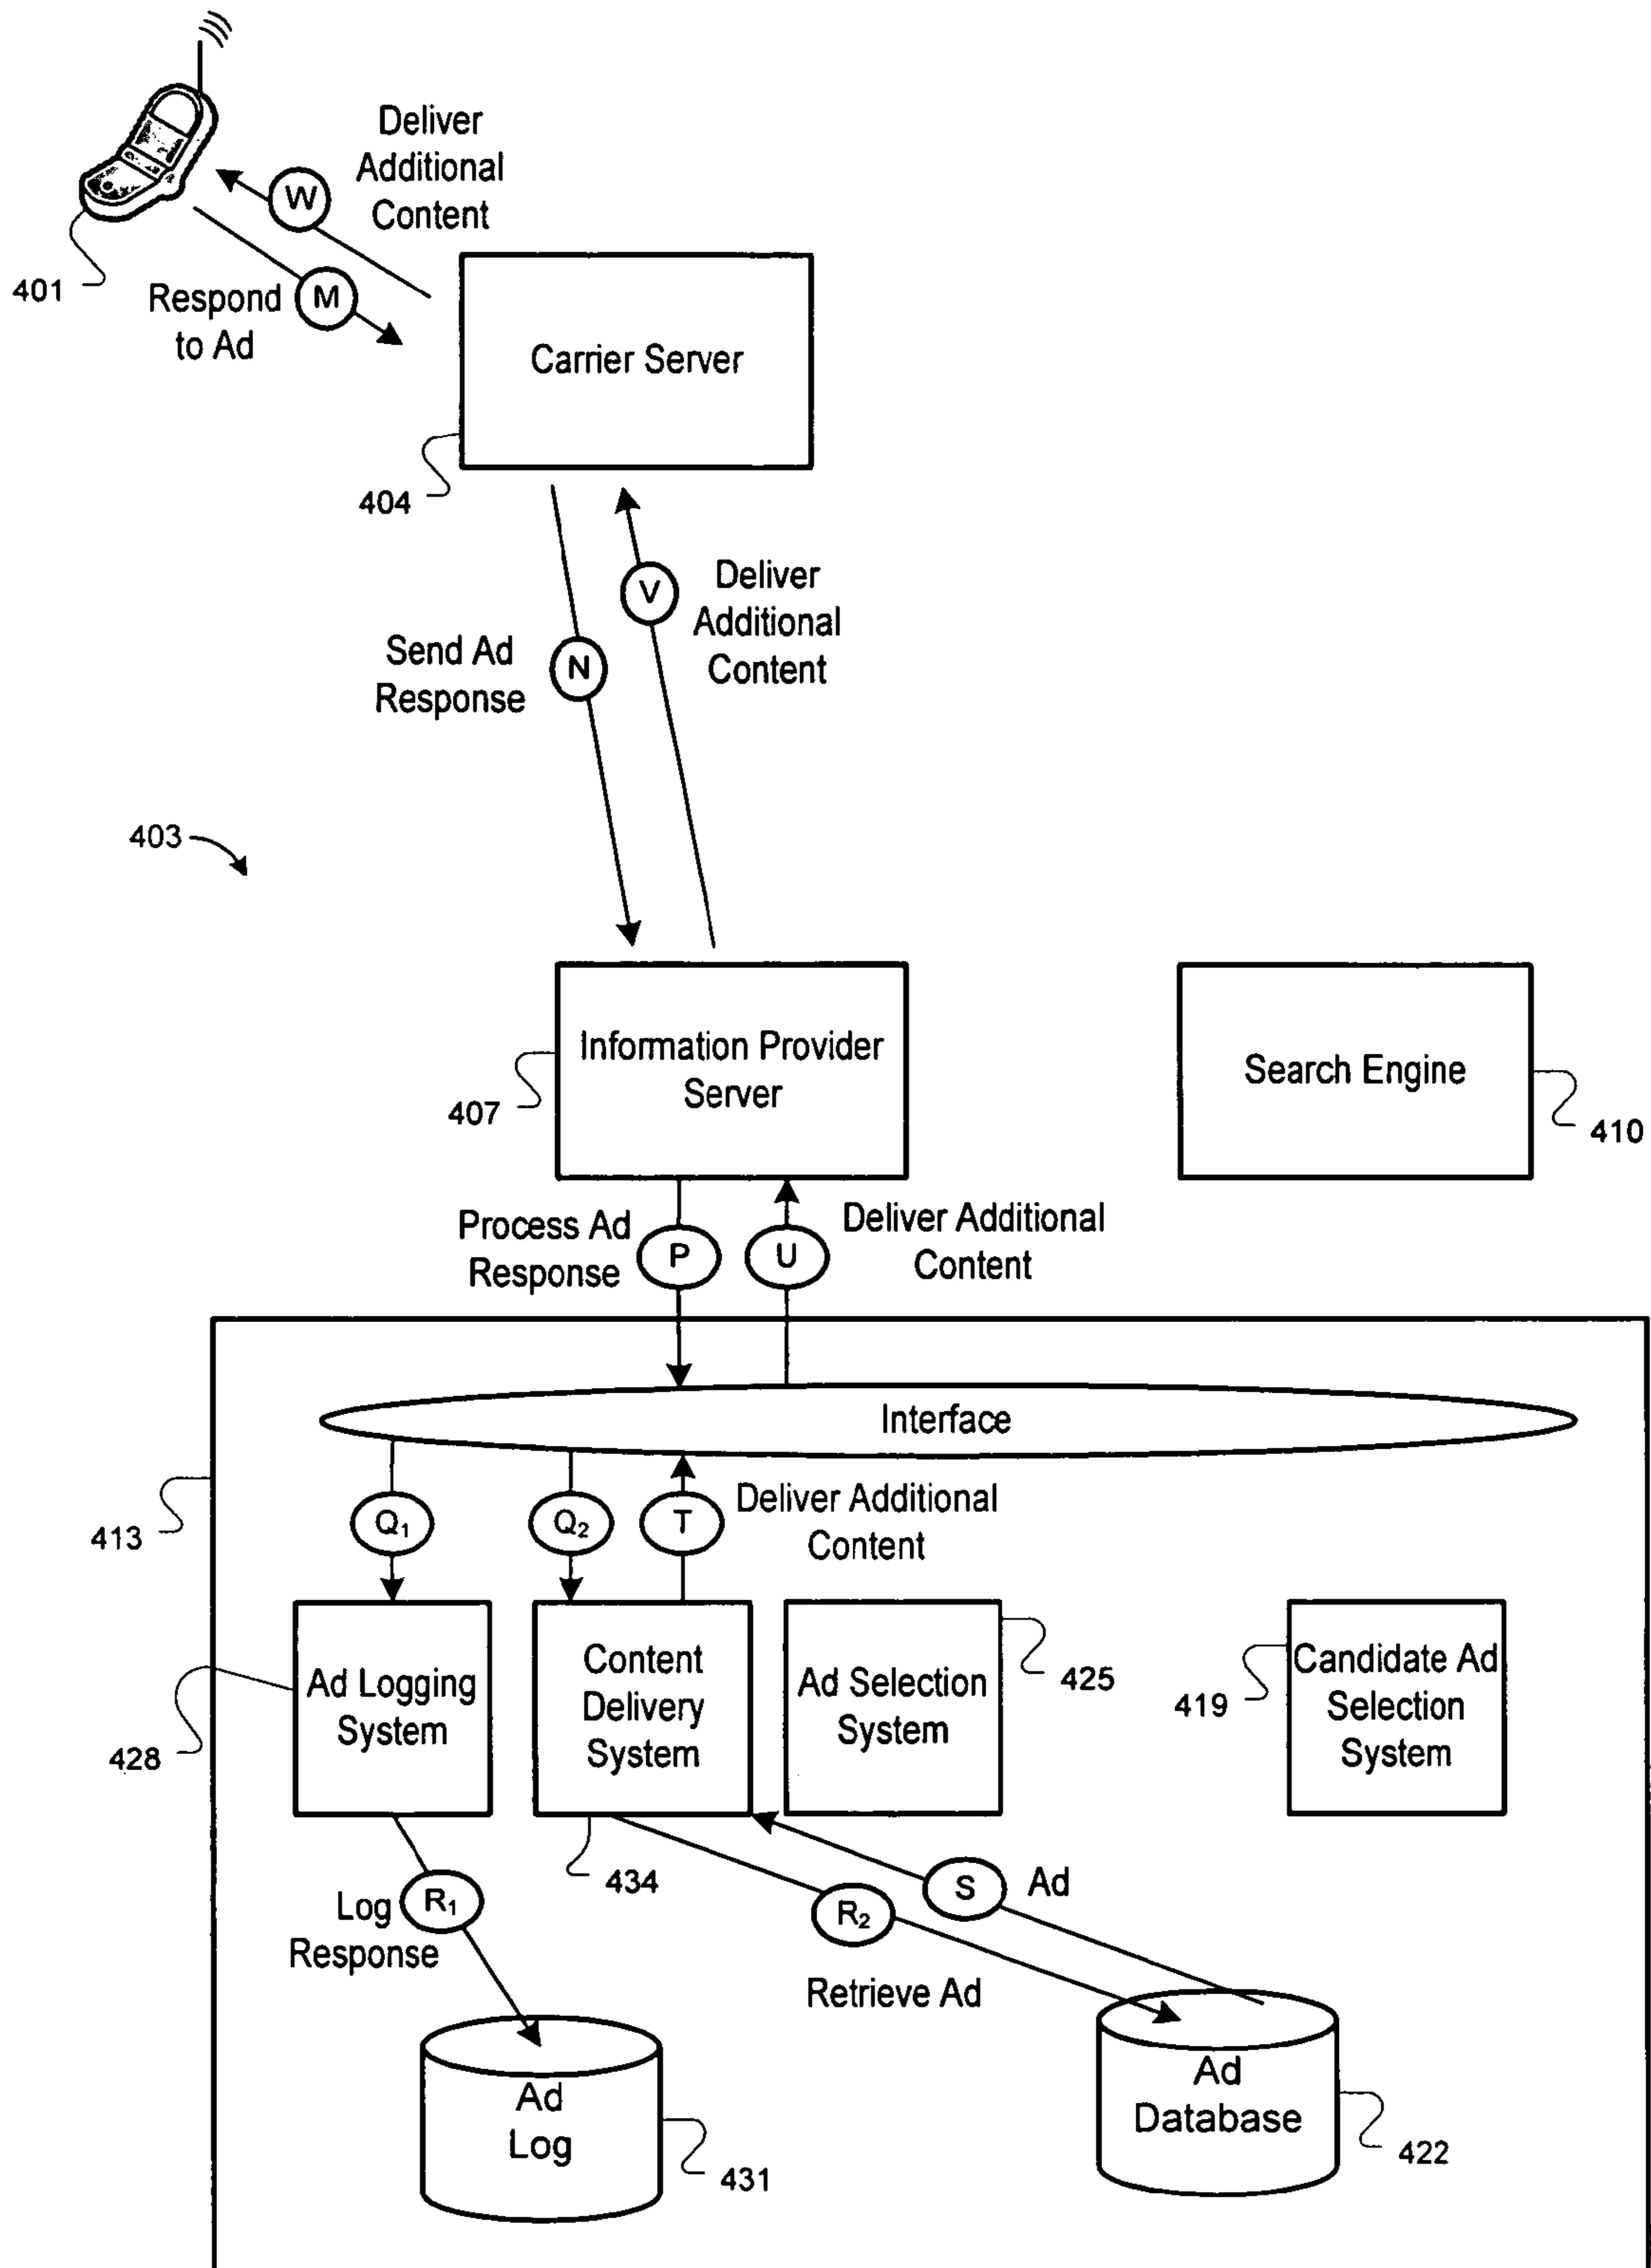 Deliver
Additional
Content
W
401
Respond
to Ad
M
Carrier Server
404
V
Deliver
Additional
Content
Send Ad
Response
N
403
Information Provider
Server
407
Search Engine
410
Process Ad
Response
P
U
Deliver Additional
Content
Interface
413
Q1
Q2
T
Deliver Additional
Content
Ad Logging
System
428
Content
Delivery
System
434
Ad Selection
System
425
Candidate Ad
Selection
System
419
Log
Response
R1
S
Ad
R2
Retrieve Ad
Ad
Log
431
Ad
Database
422